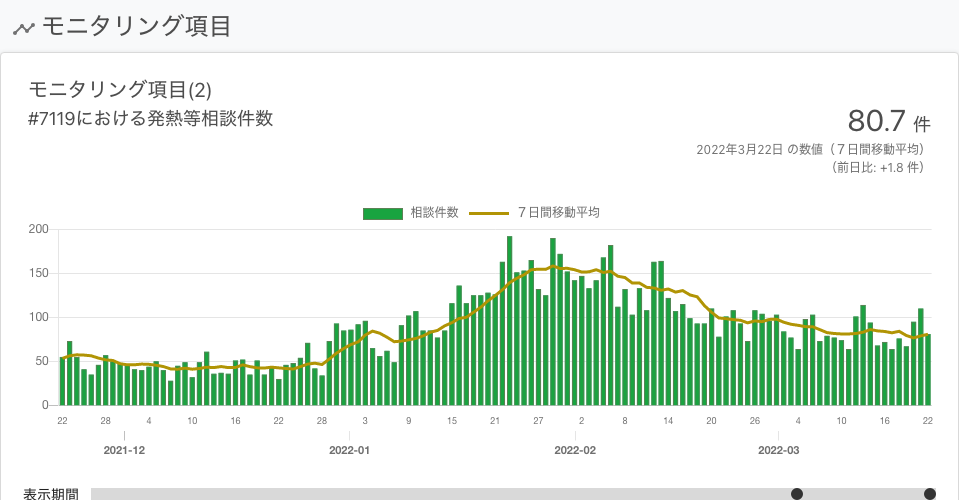 モニタリング項目
モニタリング項目(2)
#7119における発熱等相談件数
80.7 件
2022年3月22日 の数値（７日間移動平均）
（前日比: +1.8 件）
相談件数 ７日間移動平均
200
150
100
50
0
22 28 4 10 16 22 28 3 9 15 21 27 2 8 14 20 26 4 10 16 22
2021-12 2022-01 2022-02 2022-03
表示期間